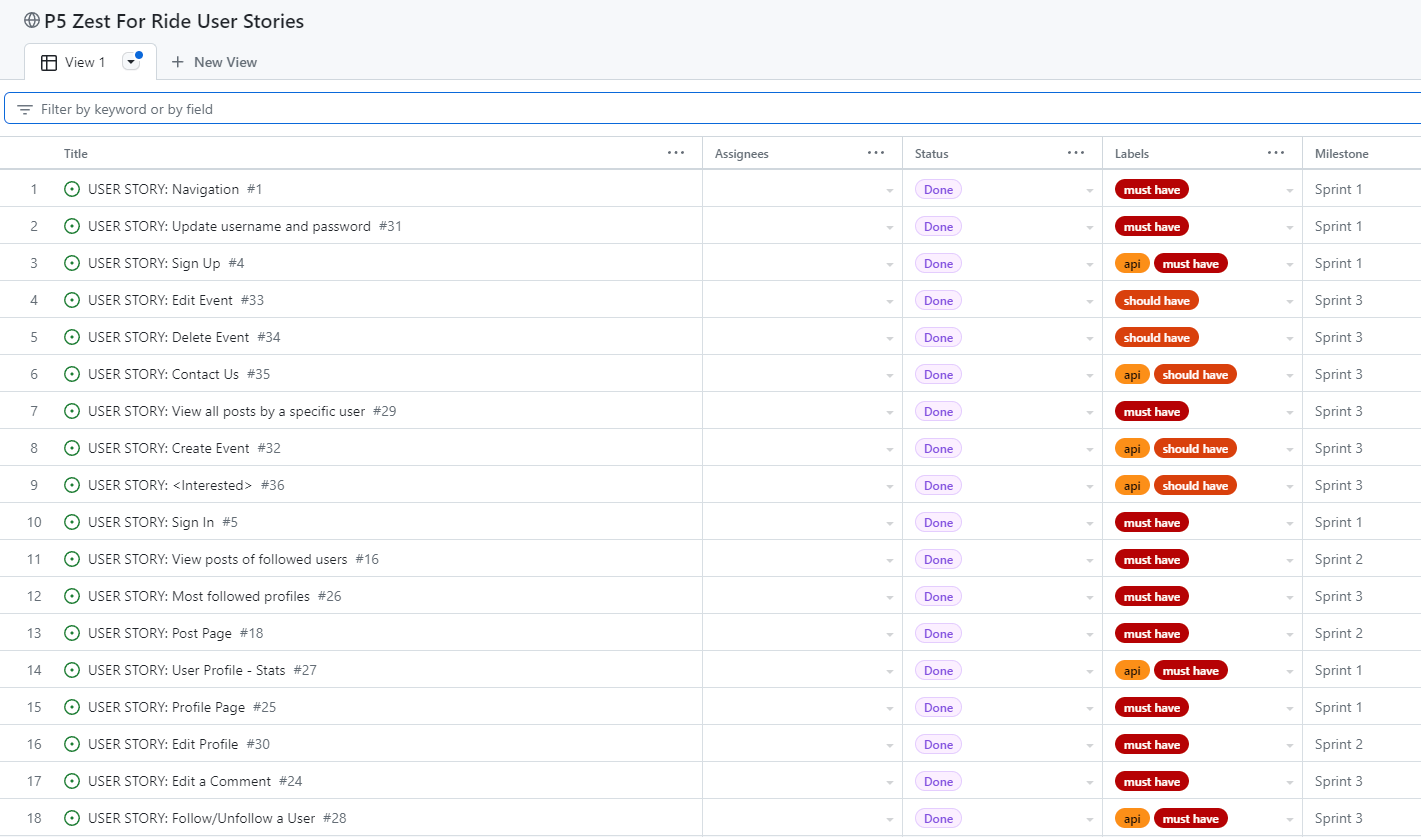 P5 Zest For Ride User Stories
View 1 New View
Filter by keyword or by field
Title Assignees Status Labels Milestone
1 USER STORY: Navigation #1 Done must have Sprint 1
2 USER STORY: Update username and password #31 Done must have Sprint 1
3 USER STORY: Sign Up #4 Done api must have Sprint 1
4 USER STORY: Edit Event #33 Done should have Sprint 3
5 USER STORY: Delete Event #34 Done should have Sprint 3
6 USER STORY: Contact Us #35 Done api should have Sprint 3
7 USER STORY: View all posts by a specific user #29 Done must have Sprint 3
8 USER STORY: Create Event #32 Done api should have Sprint 3
9 USER STORY: <Interested> #36 Done api should have Sprint 3
10 USER STORY: Sign In #5 Done must have Sprint 1
11 USER STORY: View posts of followed users #16 Done must have Sprint 2
12 USER STORY: Most followed profiles #26 Done must have Sprint 3
13 USER STORY: Post Page #18 Done must have Sprint 2
14 USER STORY: User Profile - Stats #27 Done api must have Sprint 1
15 USER STORY: Profile Page #25 Done must have Sprint 1
16 USER STORY: Edit Profile #30 Done must have Sprint 2
17 USER STORY: Edit a Comment #24 Done must have Sprint 3
18 USER STORY: Follow/Unfollow a User #28 Done api must have Sprint 3